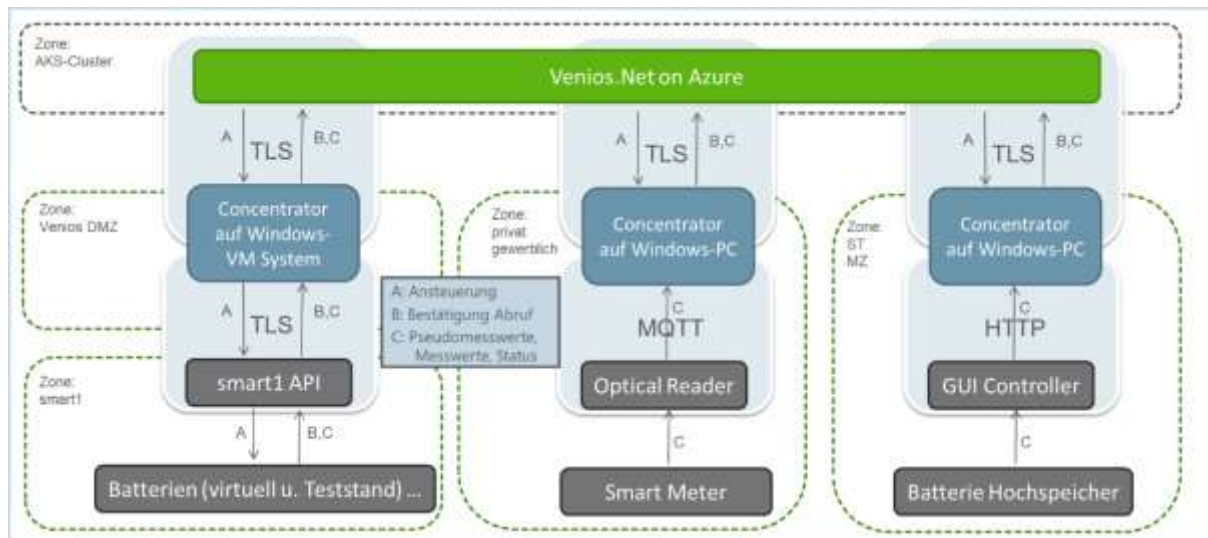 Zone:
AKS-Cluster
Venios.Net on Azure
A
TLS
B,C
A
TLS
B,C
A
TLS
B,C
Zone:
Venios DMZ
Concentrator
auf Windows-
VM System
Zone:
privat
gewerblich
Concentrator
auf Windows-PC
Zone:
ST
MZ
Concentrator
auf Windows-PC
A
TLS
B,C
A: Ansteuerung
B: Bestätigung Abruf
C: Pseudomesswerte,
Messwerte, Status
C
MQTT
C
HTTP
Zone:
smart1
smart1 API
Optical Reader
GUI Controller
A
B,C
C
C
Batterien (virtuell u. Teststand) ...
Smart Meter
Batterie Hochspeicher